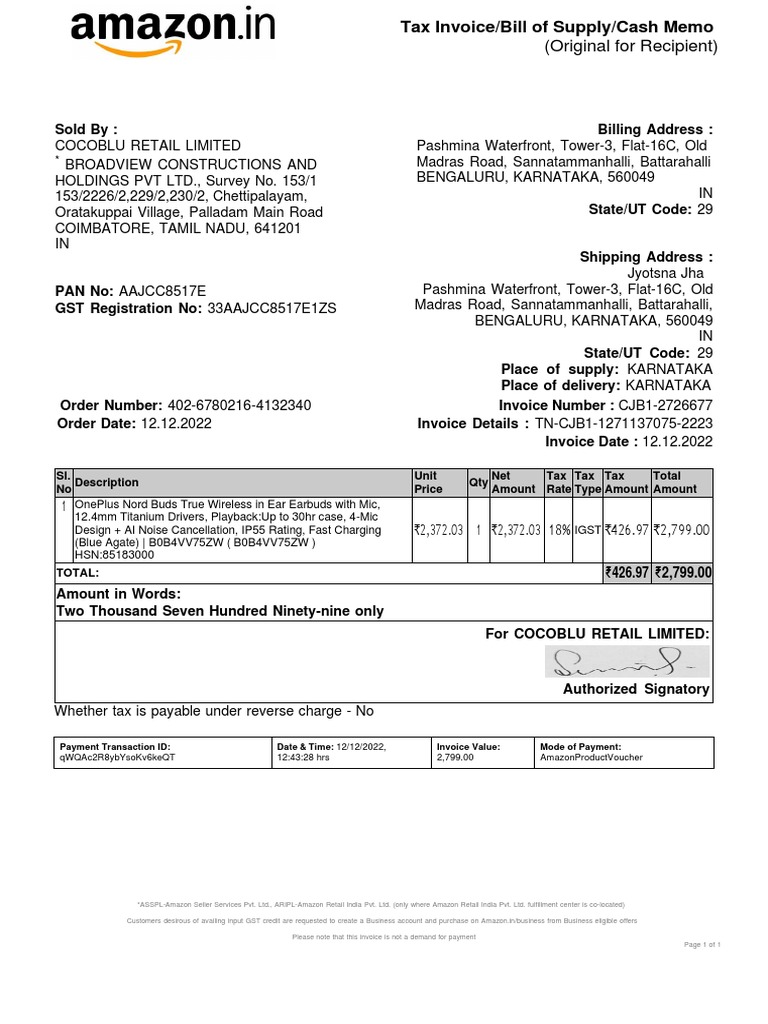 amazon.in
Tax Invoice/Bill of Supply/Cash Memo
(Original for Recipient)
Sold By :
COCOBLU RETAIL LIMITED
* BROADVIEW CONSTRUCTIONS AND
HOLDINGS PVT LTD., Survey No. 153/1
153/2226/2,229/2,230/2, Chettipalayam,
Oratakuppai Village, Palladam Main Road
COIMBATORE, TAMIL NADU, 641201
IN
Billing Address :
Pashmina Waterfront, Tower-3, Flat-16C, Old
Madras Road, Sannatammanhalli, Battarahalli
BENGALURU, KARNATAKA, 560049
IN
State/UT Code: 29
PAN No: AAJCC8517E
GST Registration No: 33AAJCC8517E1ZS
Shipping Address :
Jyotsna Jha
Pashmina Waterfront, Tower-3, Flat-16C, Old
Madras Road, Sannatammanhalli, Battarahalli,
BENGALURU, KARNATAKA, 560049
IN
State/UT Code: 29
Place of supply: KARNATAKA
Place of delivery: KARNATAKA
Order Number: 402-6780216-4132340
Order Date: 12.12.2022
Invoice Number : CJB1-2726677
Invoice Details : TN-CJB1-1271137075-2223
Invoice Date : 12.12.2022
Sl. No Description Unit Price Qty Net Amount Tax Rate Tax Type Tax Amount Total Amount
1 OnePlus Nord Buds True Wireless in Ear Earbuds with Mic,
12.4mm Titanium Drivers, Playback:Up to 30hr case, 4-Mic
Design + AI Noise Cancellation, IP55 Rating, Fast Charging
(Blue Agate) | B0B4VV75ZW ( B0B4VV75ZW )
HSN:85183000
₹2,372.03 1 ₹2,372.03 18% IGST ₹426.97 ₹2,799.00
TOTAL: ₹426.97 ₹2,799.00
Amount in Words:
Two Thousand Seven Hundred Ninety-nine only
For COCOBLU RETAIL LIMITED:
Authorized Signatory
Whether tax is payable under reverse charge - No
Payment Transaction ID:
qWQAc2R8ybYsoKv6keQT
Date & Time: 12/12/2022,
12:43:28 hrs
Invoice Value:
2,799.00
Mode of Payment:
AmazonProductVoucher
*ASSPL-Amazon Seller Services Pvt. Ltd., ARIPL-Amazon Retail India Pvt. Ltd. (only where Amazon Retail India Pvt. Ltd. fulfillment center is co-located)
Customers desirous of availing input GST credit are requested to create a Business account and purchase on Amazon.in/business from Business eligible offers
Please note that this invoice is not a demand for payment
Page 1 of 1